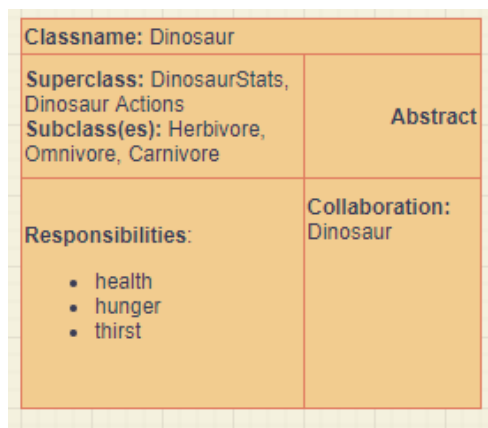 Classname: Dinosaur
Superclass: DinosaurStats,
Dinosaur Actions
Subclass(es): Herbivore,
Omnivore, Carnivore
Abstract
Responsibilities:
• health
• hunger
• thirst
Collaboration:
Dinosaur